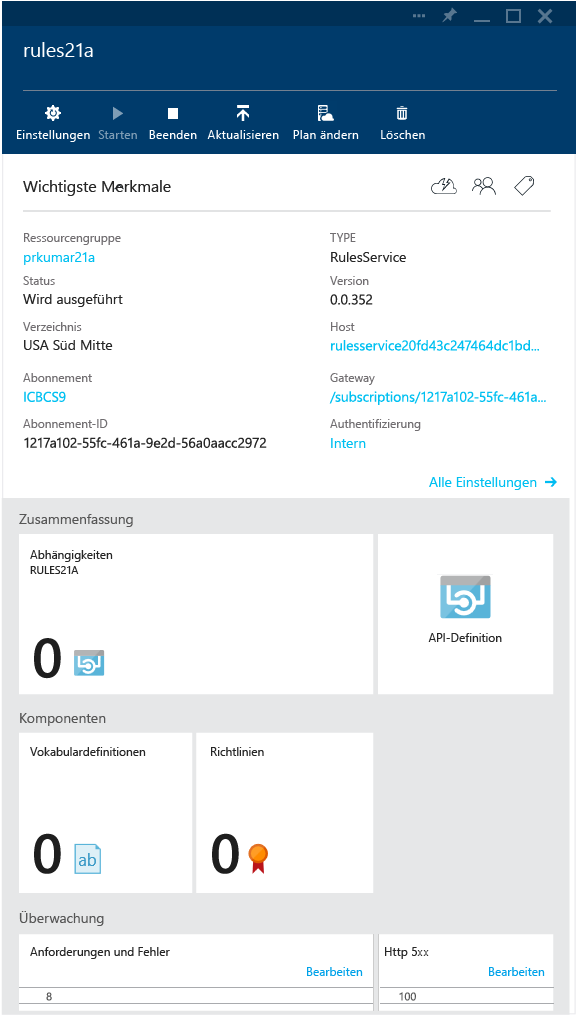 rules21a
Einstellungen Starten Beenden Aktualisieren Plan ändern Löschen
Wichtigste Merkmale
Ressourcengruppe
prkumar21a
TYPE
RulesService
Status
Wird ausgeführt
Version
0.0.352
Verzeichnis
USA Süd Mitte
Host
rulesservice20fd43c247464dc1bd...
Abonnement
ICBCS9
Gateway
/subscriptions/1217a102-55fc-461a...
Abonnement-ID
1217a102-55fc-461a-9e2d-56a0aacc2972
Authentifizierung
Intern
Alle Einstellungen
Zusammenfassung
Abhängigkeiten
RULES21A
0
API-Definition
Komponenten
Vokabulardefinitionen
0
ab
Richtlinien
0
Überwachung
Anforderungen und Fehler
Bearbeiten
8
Http 5xx
Bearbeiten
100